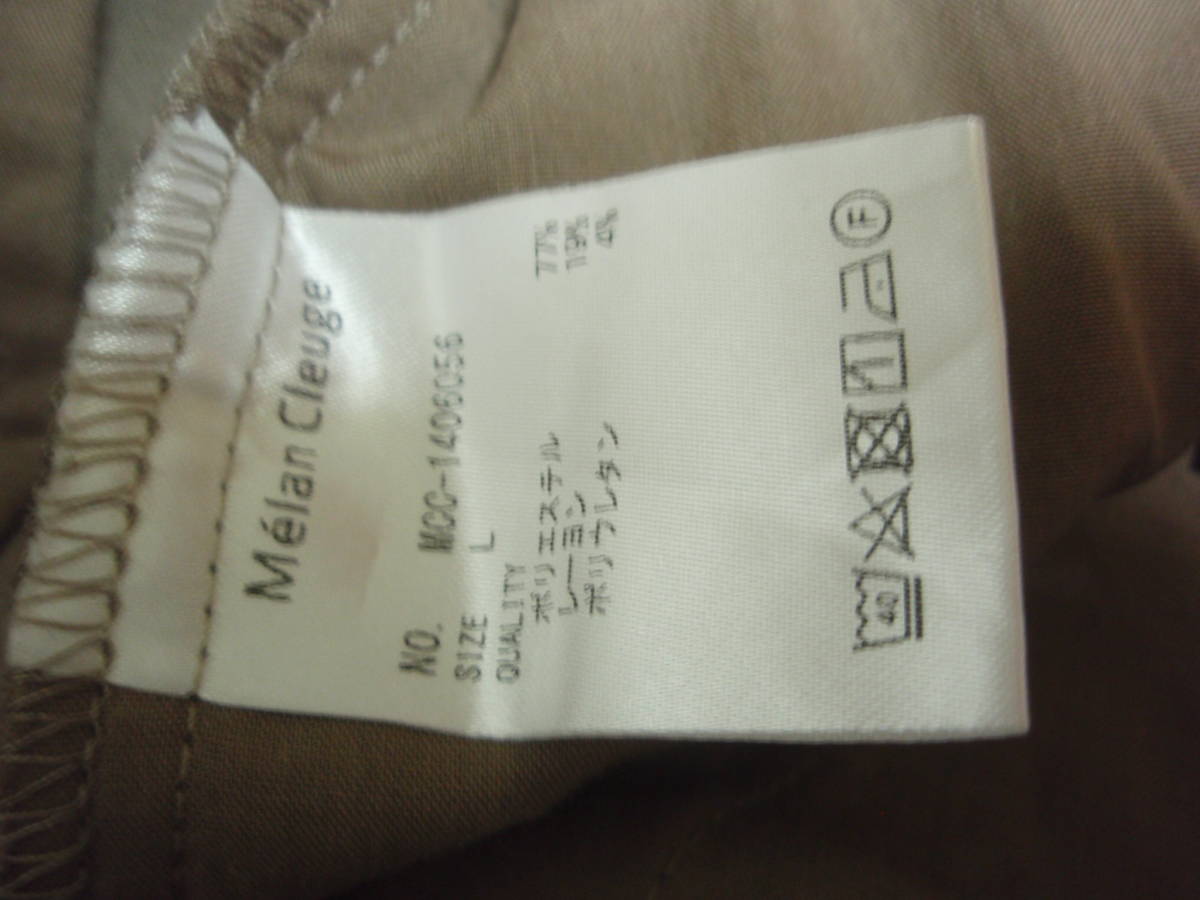 Mélan Cleuge
NO. MCC-1406056
SIZE L
QUALITY
ポリエステル 77%
レーヨン 19%
ポリウレタン 4%
40
F